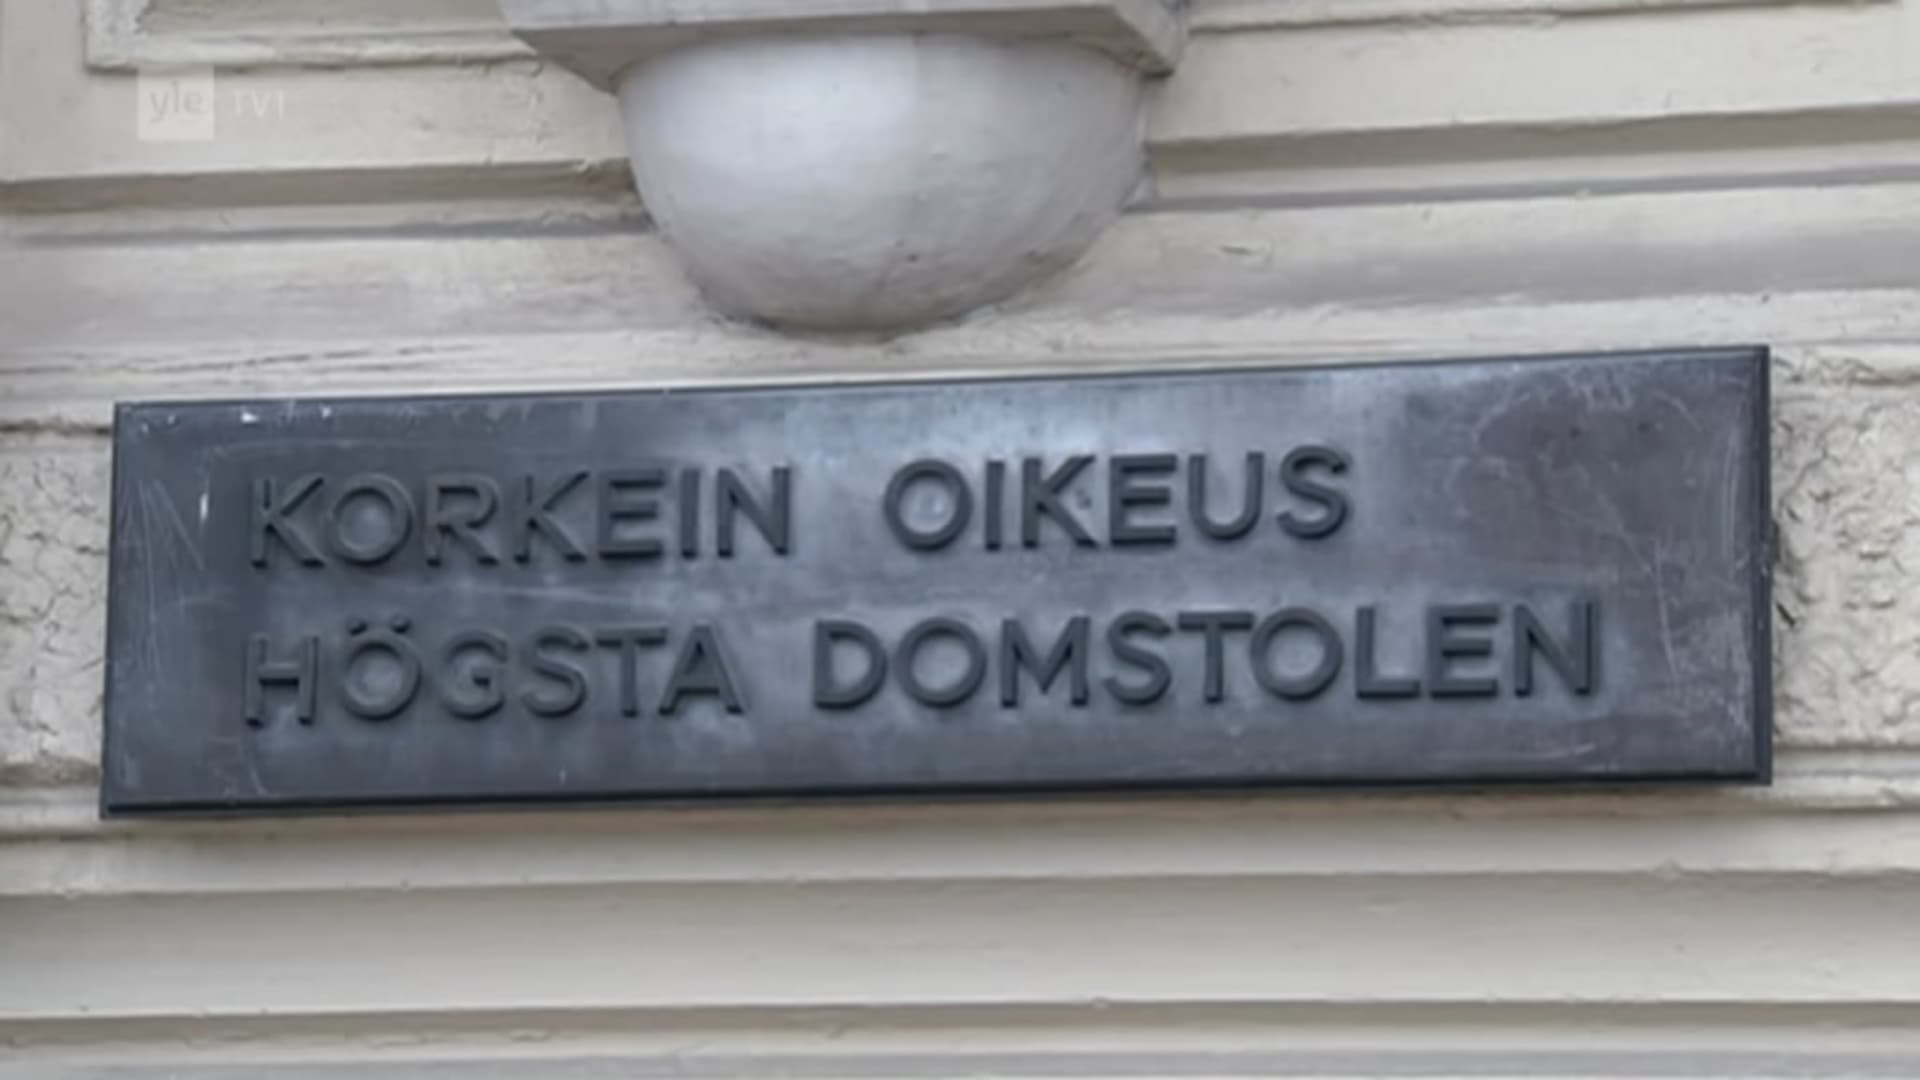 yle TV1
KORKEIN OIKEUS
HÖGSTA DOMSTOLEN